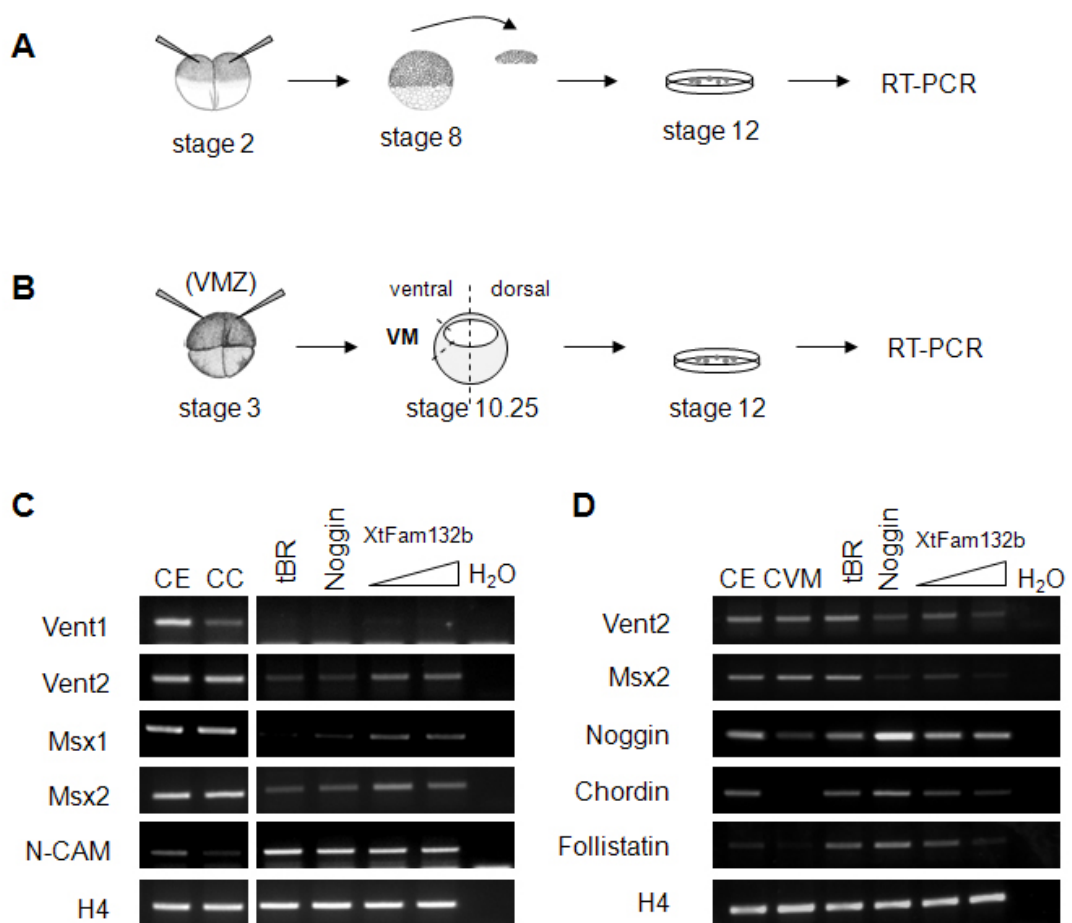 A
stage 2
stage 8
stage 12
RT-PCR
B
(VMZ)
ventral
dorsal
VM
stage 3
stage 10.25
stage 12
RT-PCR
C
CE
CC
tBR
Noggin
XtFam132b
H₂O
Vent1
Vent2
Msx1
Msx2
N-CAM
H4
D
CE
CVM
tBR
Noggin
XtFam132b
H₂O
Vent2
Msx2
Noggin
Chordin
Follistatin
H4